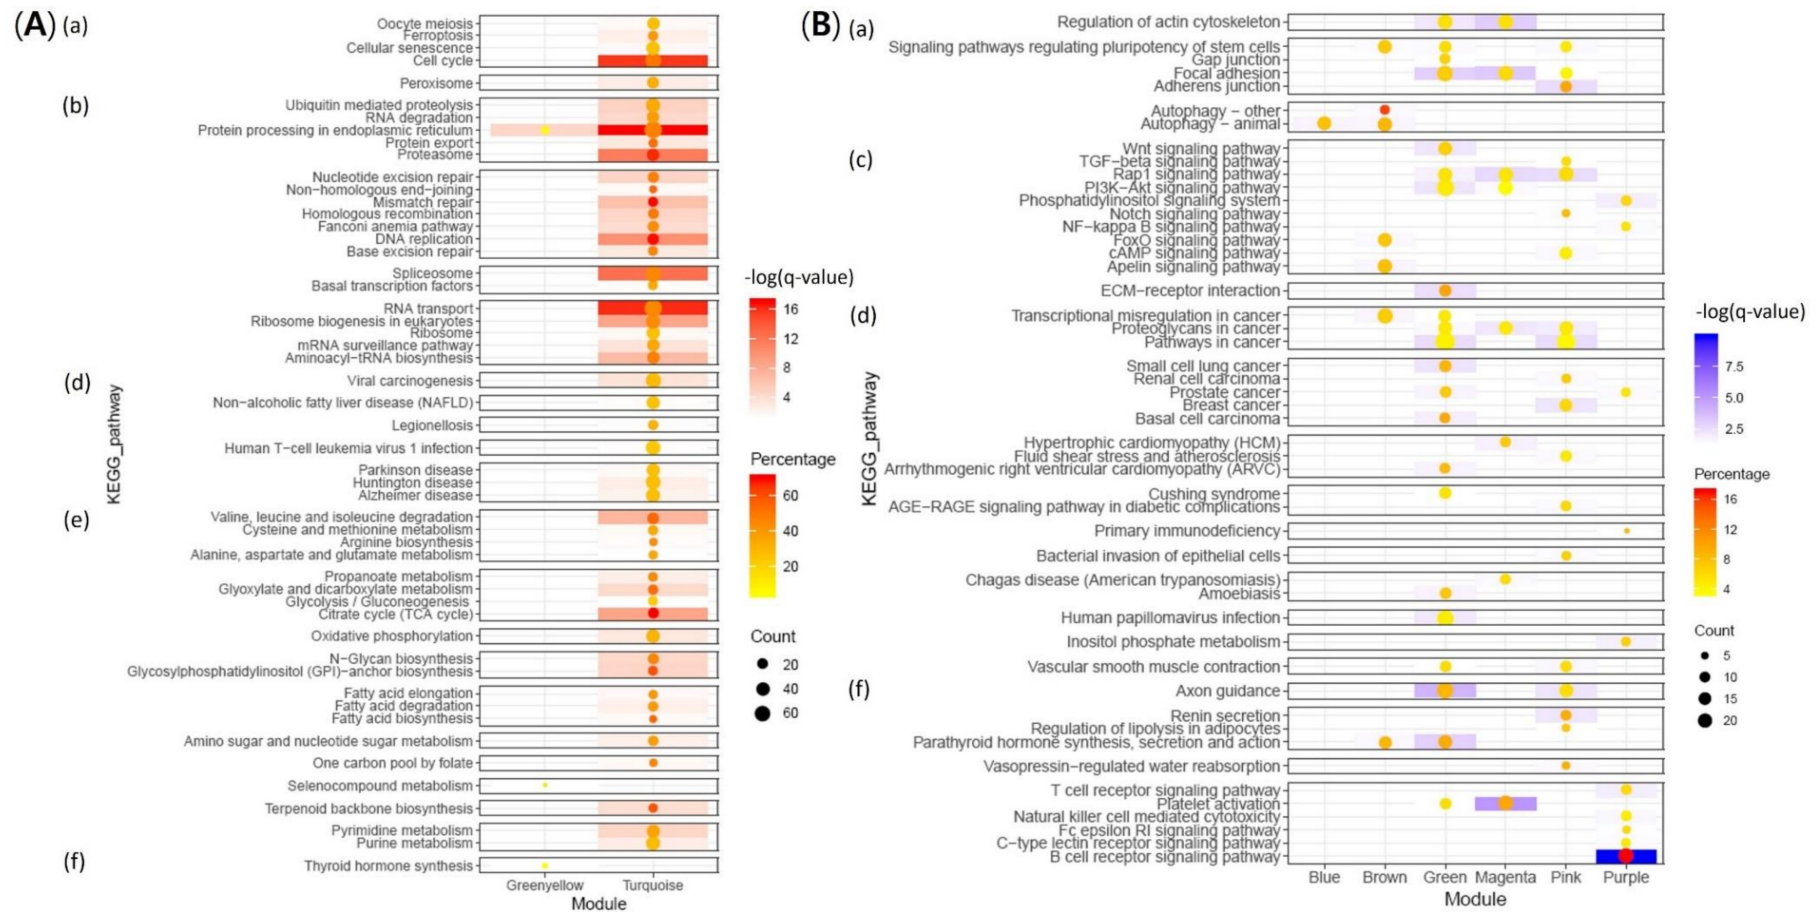 (A) (a)
Oocyte meiosis
Ferroptosis
Cellular senescence
Cell cycle
Peroxisome
(b)
Ubiquitin mediated proteolysis
RNA degradation
Protein processing in endoplasmic reticulum
Protein export
Proteasome
Nucleotide excision repair
Non−homologous end−joining
Mismatch repair
Homologous recombination
Fanconi anemia pathway
DNA replication
Base excision repair
Spliceosome
Basal transcription factors
RNA transport
Ribosome biogenesis in eukaryotes
Ribosome
mRNA surveillance pathway
Aminoacyl−tRNA biosynthesis
(d)
Viral carcinogenesis
Non−alcoholic fatty liver disease (NAFLD)
Legionellosis
Human T−cell leukemia virus 1 infection
Parkinson disease
Huntington disease
Alzheimer disease
(e)
Valine, leucine and isoleucine degradation
Cysteine and methionine metabolism
Arginine biosynthesis
Alanine, aspartate and glutamate metabolism
Propanoate metabolism
Glyoxylate and dicarboxylate metabolism
Glycolysis / Gluconeogenesis
Citrate cycle (TCA cycle)
Oxidative phosphorylation
N−Glycan biosynthesis
Glycosylphosphatidylinositol (GPI)−anchor biosynthesis
Fatty acid elongation
Fatty acid degradation
Fatty acid biosynthesis
Amino sugar and nucleotide sugar metabolism
One carbon pool by folate
Selenocompound metabolism
Terpenoid backbone biosynthesis
Pyrimidine metabolism
Purine metabolism
(f)
Thyroid hormone synthesis
KEGG_pathway
Greenyellow Turquoise
Module
-log(q-value)
16
12
8
4
Percentage
60
40
20
Count
20
40
60
(B) (a)
Regulation of actin cytoskeleton
Signaling pathways regulating pluripotency of stem cells
Gap junction
Focal adhesion
Adherens junction
Autophagy − other
Autophagy − animal
(c)
Wnt signaling pathway
TGF−beta signaling pathway
Rap1 signaling pathway
PI3K−Akt signaling pathway
Phosphatidylinositol signaling system
Notch signaling pathway
NF−kappa B signaling pathway
FoxO signaling pathway
cAMP signaling pathway
Apelin signaling pathway
ECM−receptor interaction
(d)
Transcriptional misregulation in cancer
Proteoglycans in cancer
Pathways in cancer
Small cell lung cancer
Renal cell carcinoma
Prostate cancer
Breast cancer
Basal cell carcinoma
Hypertrophic cardiomyopathy (HCM)
Fluid shear stress and atherosclerosis
Arrhythmogenic right ventricular cardiomyopathy (ARVC)
Cushing syndrome
AGE−RAGE signaling pathway in diabetic complications
Primary immunodeficiency
Bacterial invasion of epithelial cells
Chagas disease (American trypanosomiasis)
Amoebiasis
Human papillomavirus infection
Inositol phosphate metabolism
Vascular smooth muscle contraction
(f)
Axon guidance
Renin secretion
Regulation of lipolysis in adipocytes
Parathyroid hormone synthesis, secretion and action
Vasopressin−regulated water reabsorption
T cell receptor signaling pathway
Platelet activation
Natural killer cell mediated cytotoxicity
Fc epsilon RI signaling pathway
C−type lectin receptor signaling pathway
B cell receptor signaling pathway
KEGG_pathway
Blue Brown Green Magenta Pink Purple
Module
-log(q-value)
7.5
5.0
2.5
Percentage
16
12
8
4
Count
5
10
15
20